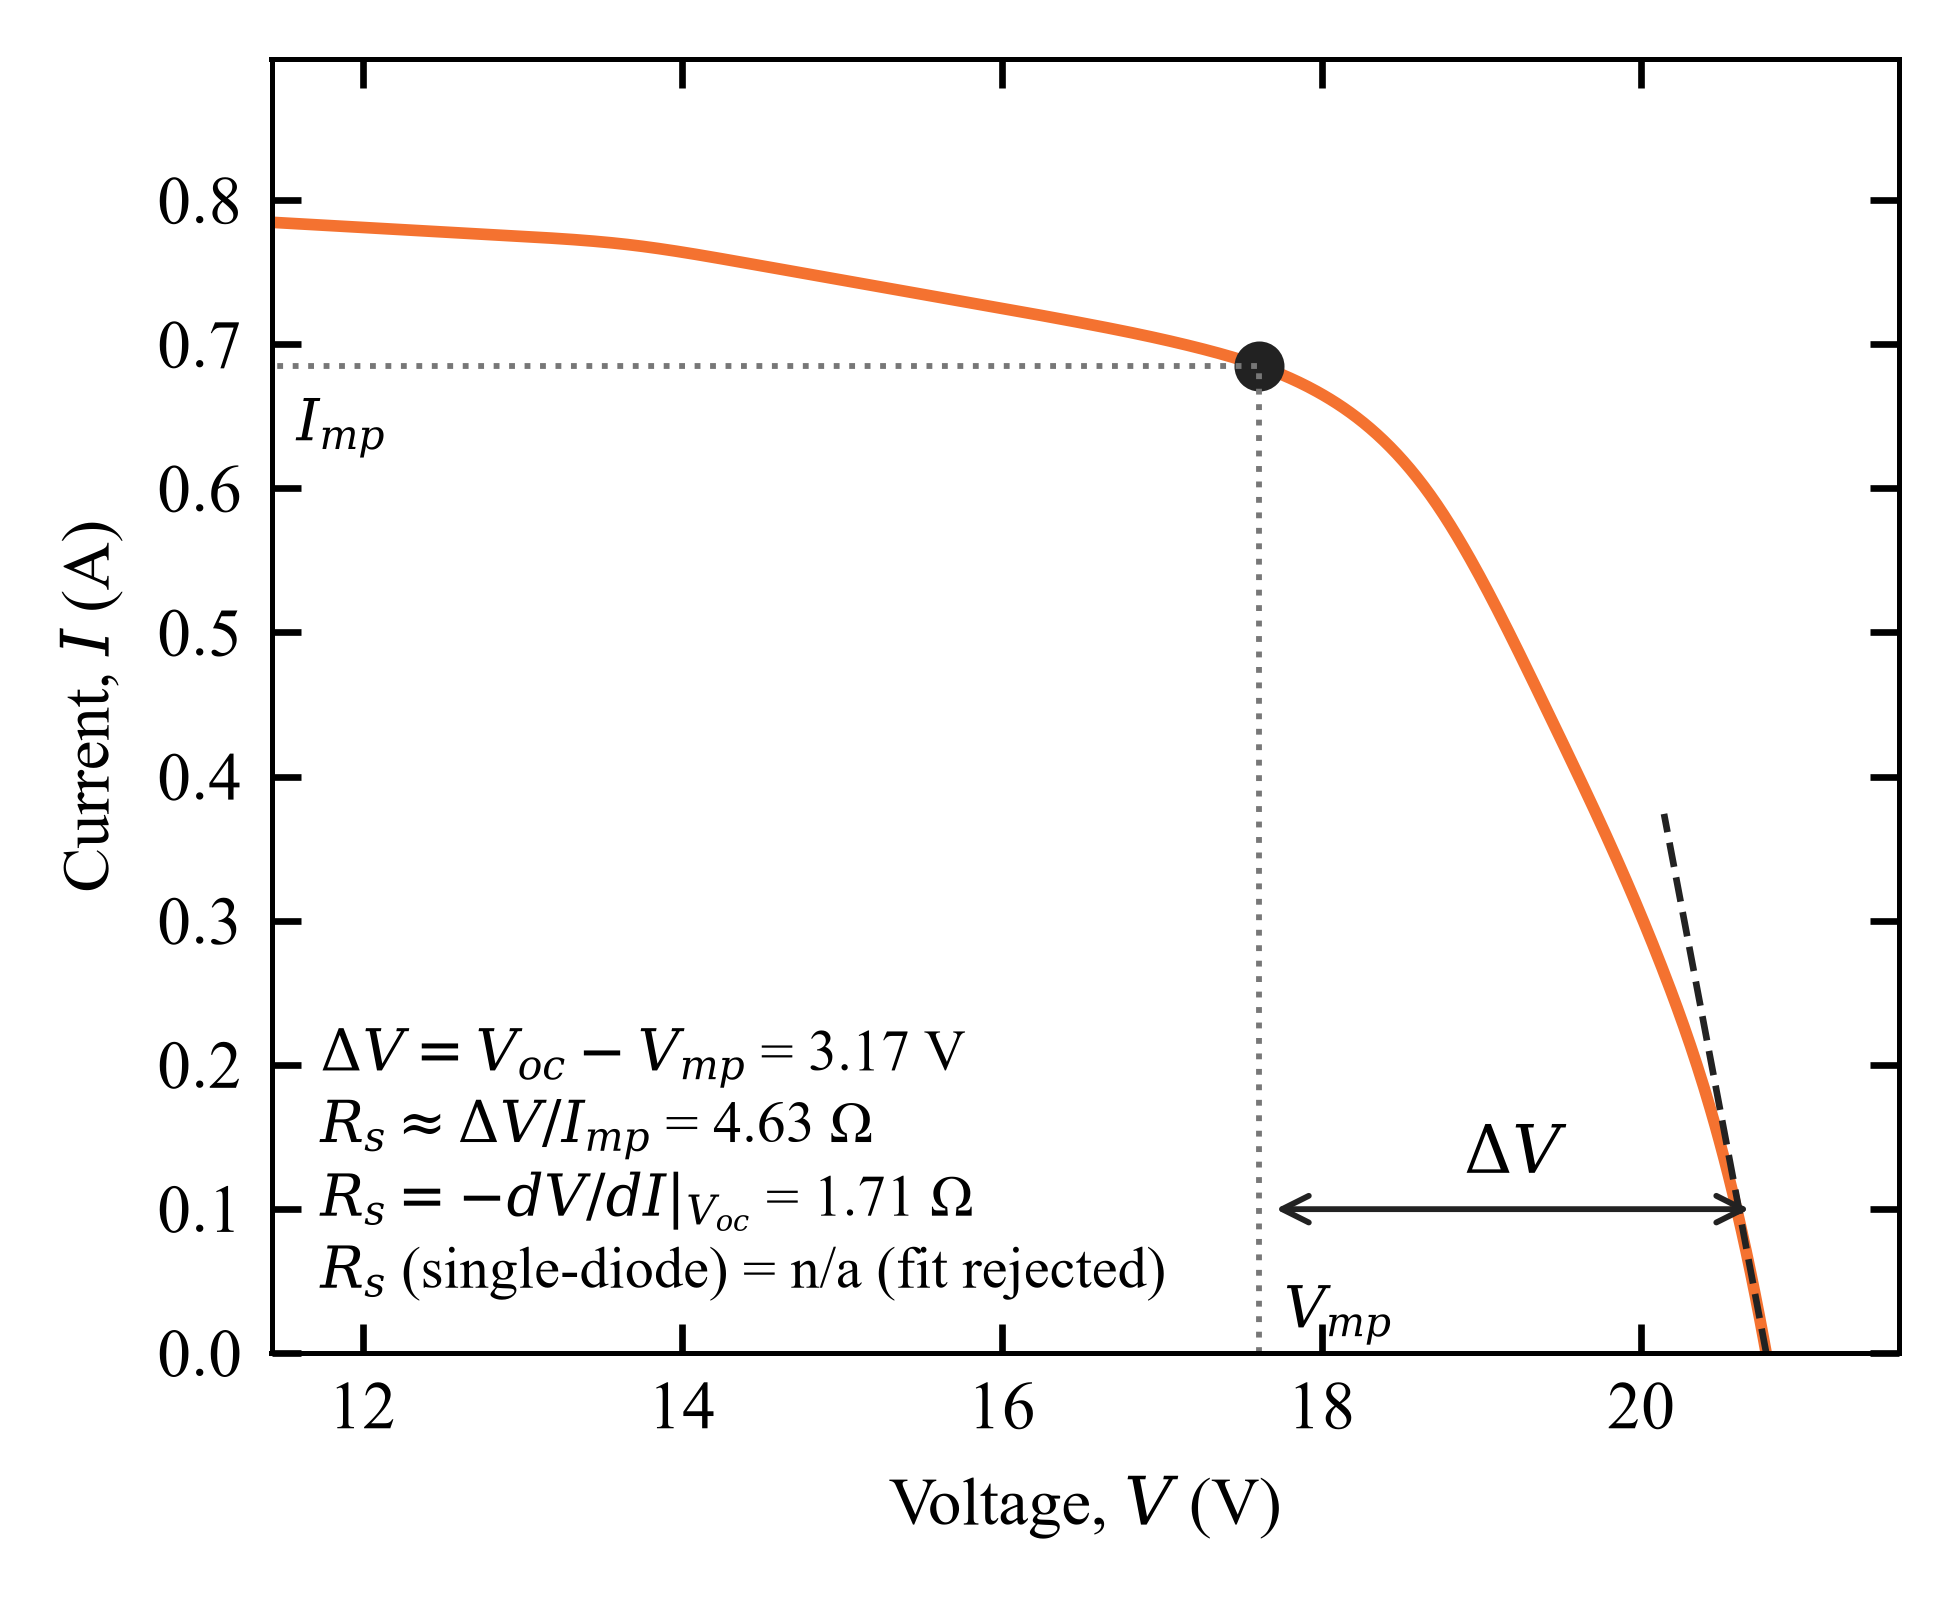 0.8
0.7
0.6
0.5
0.4
0.3
0.2
0.1
0.0
Current, I (A)
I_mp
ΔV = V_oc − V_mp = 3.17 V
R_s ≈ ΔV/I_mp = 4.63 Ω
R_s = −dV/dI|_V_oc = 1.71 Ω
R_s (single-diode) = n/a (fit rejected)
ΔV
V_mp
12 14 16 18 20
Voltage, V (V)